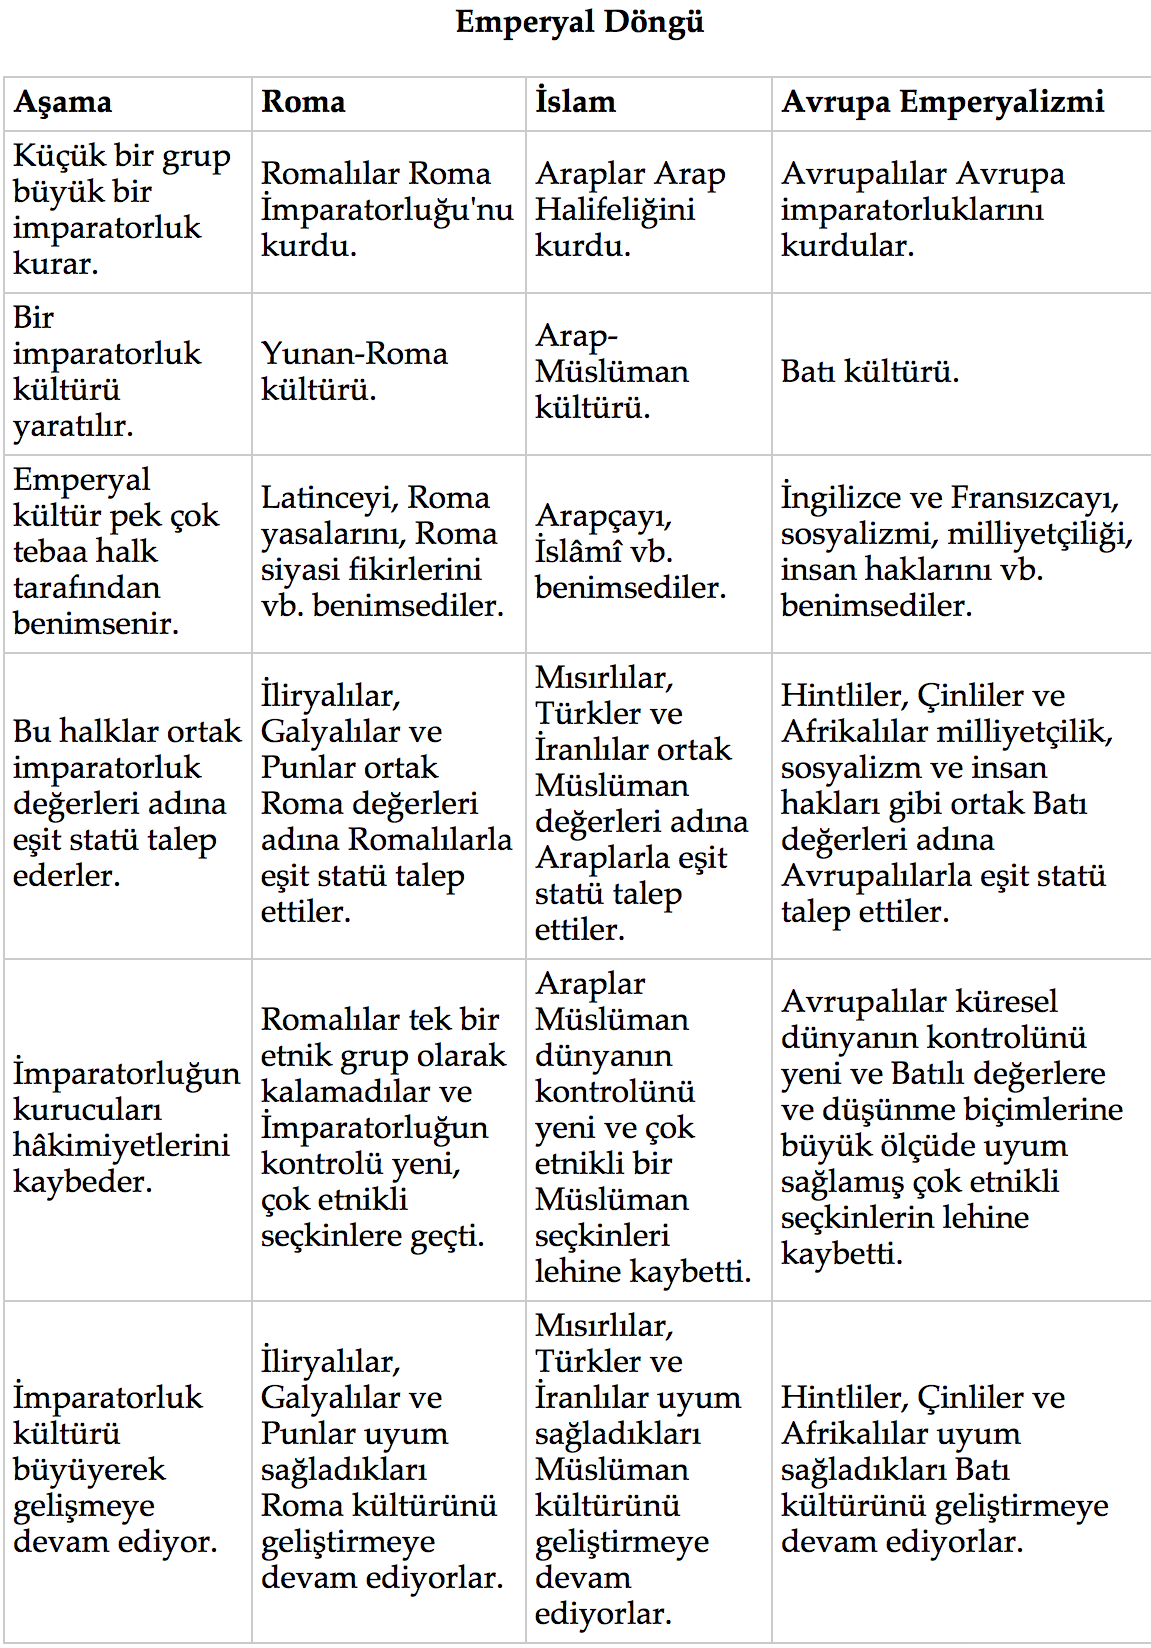 Emperyal Döngü
Aşama
Roma
İslam
Avrupa Emperyalizmi
Küçük bir grup
büyük bir
imparatorluk
kurar.
Romalılar Roma
İmparatorluğu'nu
kurdu.
Araplar Arap
Halifeliğini
kurdu.
Avrupalılar Avrupa
imparatorluklarını
kurdular.
Bir
imparatorluk
kültürü
yaratılır.
Yunan-Roma
kültürü.
Arap-
Müslüman
kültürü.
Batı kültürü.
Emperyal
kültür pek çok
tebaa halk
tarafından
benimsenir.
Latinceyi, Roma
yasalarını, Roma
siyasi fikirlerini
vb. benimsediler.
Arapçayı,
İslâmî vb.
benimsediler.
İngilizce ve Fransızcayı,
sosyalizmi, milliyetçiliği,
insan haklarını vb.
benimsediler.
Bu halklar ortak
imparatorluk
değerleri adına
eşit statü talep
ederler.
İliryalılar,
Galyalılar ve
Punlar ortak
Roma değerleri
adına Romalılarla
eşit statü talep
ettiler.
Mısırlılar,
Türkler ve
İranlılar ortak
Müslüman
değerleri adına
Araplarla eşit
statü talep
ettiler.
Hintliler, Çinliler ve
Afrikalılar milliyetçilik,
sosyalizm ve insan
hakları gibi ortak Batı
değerleri adına
Avrupalılarla eşit statü
talep ettiler.
İmparatorluğun
kurucuları
hâkimiyetlerini
kaybeder.
Romalılar tek bir
etnik grup olarak
kalamadılar ve
İmparatorluğun
kontrolü yeni,
çok etnikli
seçkinlere geçti.
Araplar
Müslüman
dünyanın
kontrolünü
yeni ve çok
etnikli bir
Müslüman
seçkinleri
lehine kaybetti.
Avrupalılar küresel
dünyanın kontrolünü
yeni ve Batılı değerlere
ve düşünme biçimlerine
büyük ölçüde uyum
sağlamış çok etnikli
seçkinlerin lehine
kaybetti.
İmparatorluk
kültürü
büyüyerek
gelişmeye
devam ediyor.
İliryalılar,
Galyalılar ve
Punlar uyum
sağladıkları
Roma kültürünü
geliştirmeye
devam ediyorlar.
Mısırlılar,
Türkler ve
İranlılar uyum
sağladıkları
Müslüman
kültürünü
geliştirmeye
devam
ediyorlar.
Hintliler, Çinliler ve
Afrikalılar uyum
sağladıkları Batı
kültürünü geliştirmeye
devam ediyorlar.